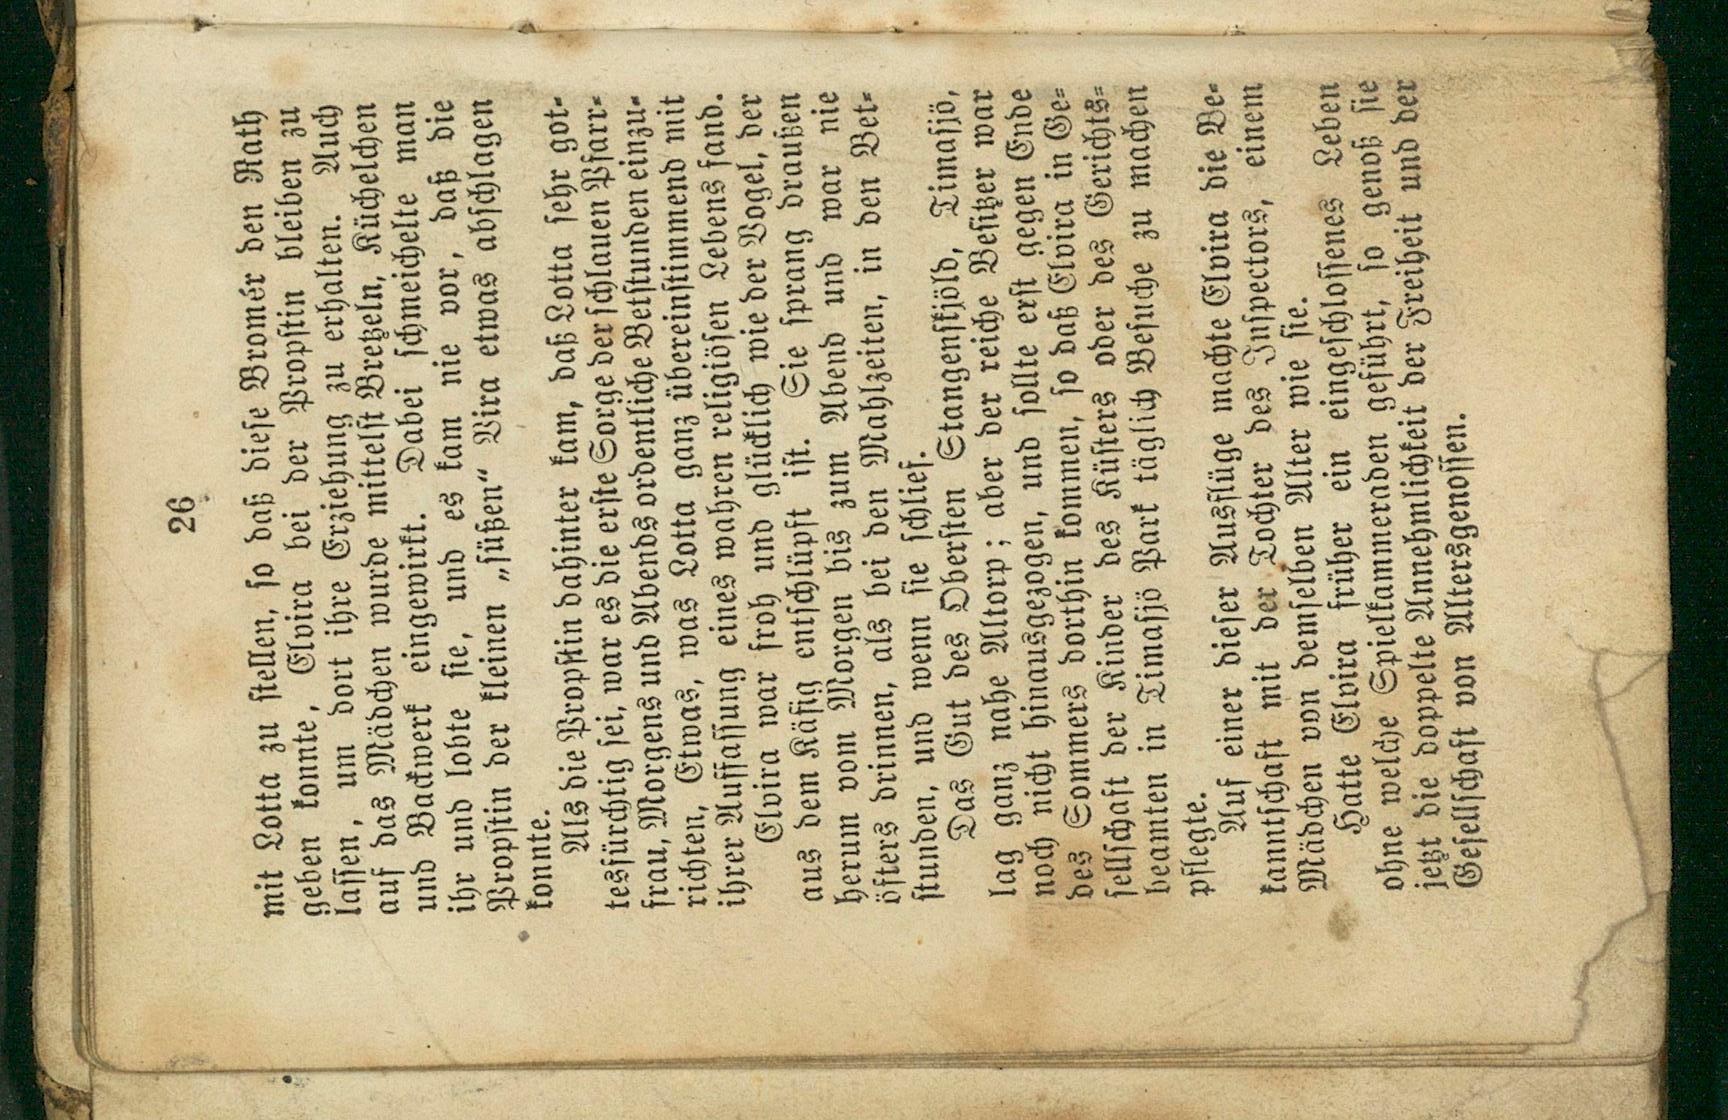 26
mit Lotta zu stellen, so daß diese Bromér den Rath
geben konnte, Elvira bei der Propstin bleiben zu
lassen, um dort ihre Erziehung zu erhalten. Auch
auf das Mädchen wurde mittelst Bretzeln, Küchelchen
und Backwerk eingewirkt. Dabei schmeichelte man
ihr und lobte sie, und es kam nie vor, daß die
Propstin der kleinen „süßen“ Vira etwas abschlagen
konnte.
Als die Propstin dahinter kam, daß Lotta sehr got-
tesfürchtig sei, war es die erste Sorge der schlauen Pfarr-
frau, Morgens und Abends ordentliche Betstunden einzu-
richten, Etwas, was Lotta ganz übereinstimmend mit
ihrer Auffassung eines wahren religiösen Lebens fand.
Elvira war froh und glücklich wie der Vogel, der
aus dem Käfig entschlüpft ist. Sie sprang draußen
herum vom Morgen bis zum Abend und war nie
öfters drinnen, als bei den Mahlzeiten, in den Bet-
stunden, und wenn sie schlief.
Das Gut des Obersten Stangenskjöld, Timasjö,
lag ganz nahe Altorp; aber der reiche Besitzer war
noch nicht hinausgezogen, und sollte erst gegen Ende
des Sommers dorthin kommen, so daß Elvira in Ge-
sellschaft der Kinder des Küsters oder des Gerichts-
beamten in Timasjö Park täglich Besuche zu machen
pflegte.
Auf einer dieser Ausflüge machte Elvira die Be-
kanntschaft mit der Tochter des Inspectors, einem
Mädchen von demselben Alter wie sie.
Hatte Elvira früher ein eingeschlossenes Leben
ohne welche Spielkammeraden geführt, so genoß sie
jetzt die doppelte Annehmlichkeit der Freiheit und der
Gesellschaft von Altersgenossen.